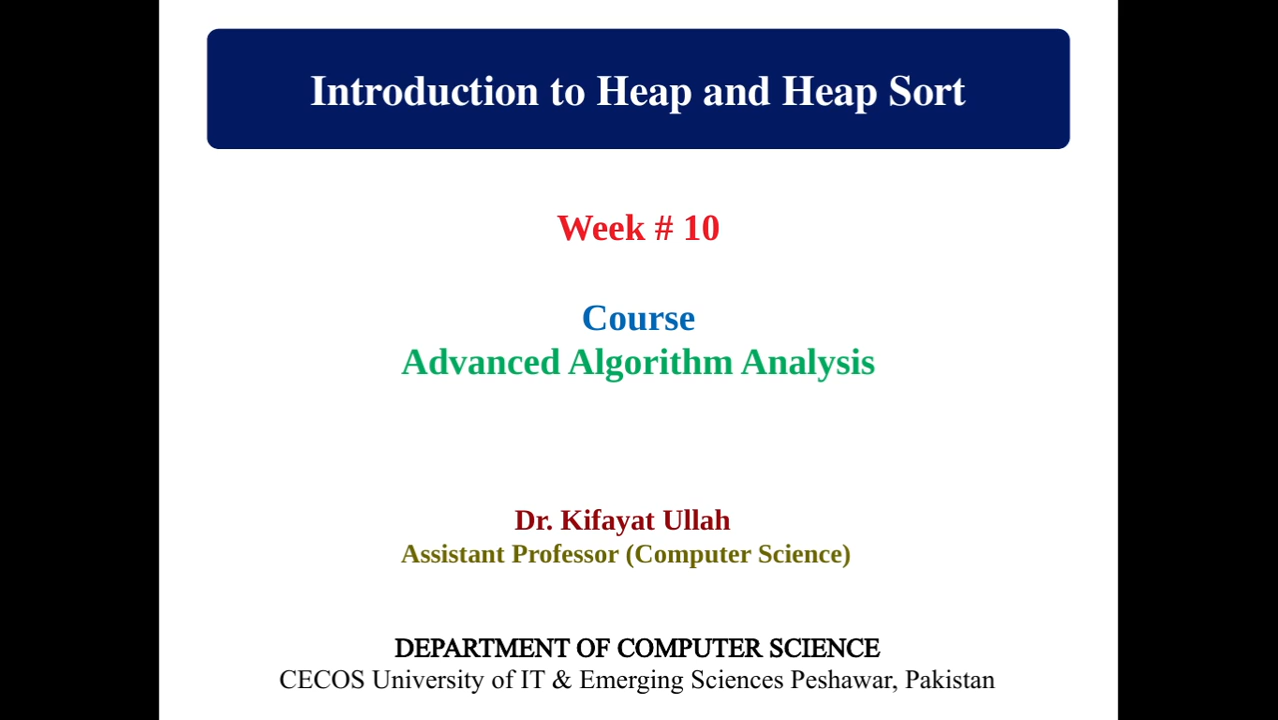 Introduction to Heap and Heap Sort
Week # 10
Course
Advanced Algorithm Analysis
Dr. Kifayat Ullah
Assistant Professor (Computer Science)
DEPARTMENT OF COMPUTER SCIENCE
CECOS University of IT & Emerging Sciences Peshawar, Pakistan